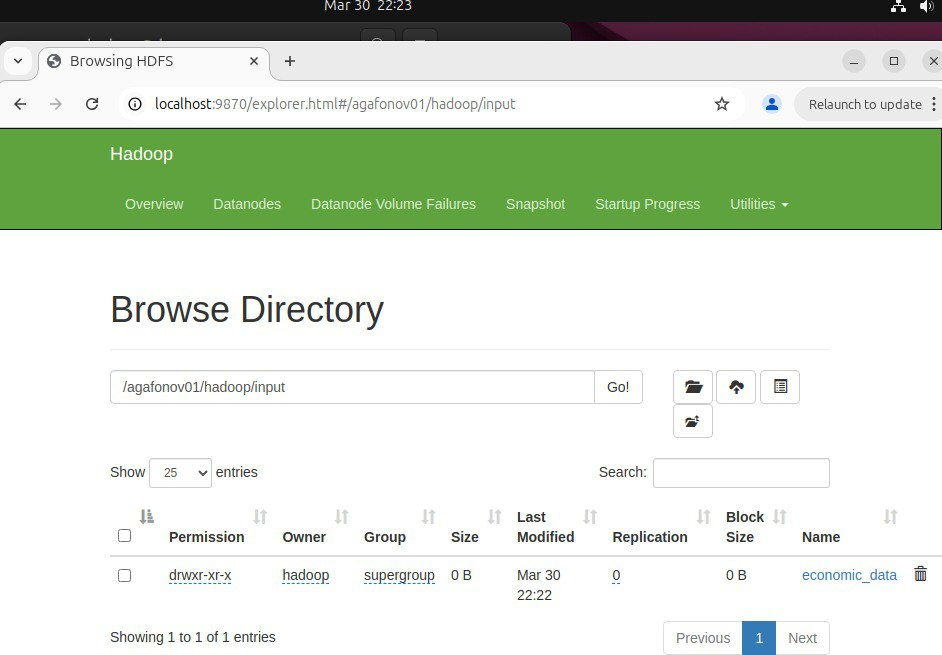 Mar 30 22:23
Browsing HDFS
localhost:9870/explorer.html#/agafonov01/hadoop/input
Relaunch to update
Hadoop
Overview Datanodes Datanode Volume Failures Snapshot Startup Progress Utilities
Browse Directory
/agafonov01/hadoop/input Go!
Show 25 entries Search:
Permission Owner Group Size Last Modified Replication Block Size Name
drwxr-xr-x hadoop supergroup 0 B Mar 30 22:22 0 0 B economic_data
Showing 1 to 1 of 1 entries Previous 1 Next